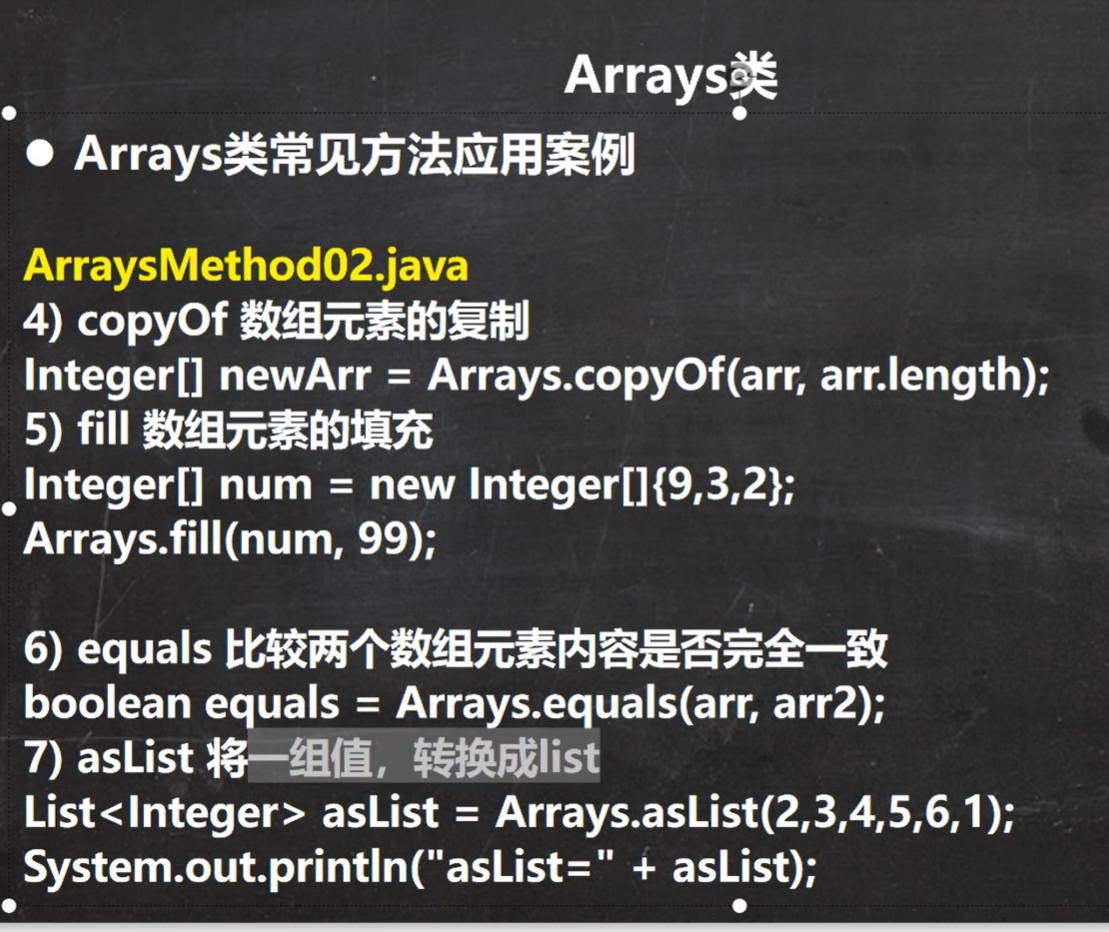 Arrays类
● Arrays类常见方法应用案例
ArraysMethod02.java
4) copyOf 数组元素的复制
Integer[] newArr = Arrays.copyOf(arr, arr.length);
5) fill 数组元素的填充
Integer[] num = new Integer[]{9,3,2};
Arrays.fill(num, 99);
6) equals 比较两个数组元素内容是否完全一致
boolean equals = Arrays.equals(arr, arr2);
7) asList 将一组值，转换成list
List<Integer> asList = Arrays.asList(2,3,4,5,6,1);
System.out.println("asList=" + asList);